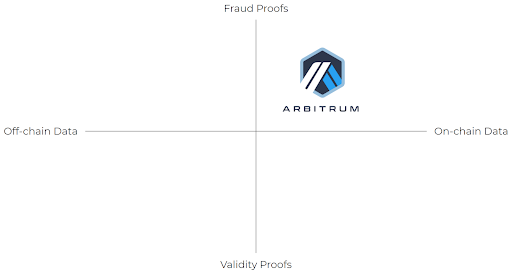 Fraud Proofs
ARBITRUM
Off-chain Data
On-chain Data
Validity Proofs